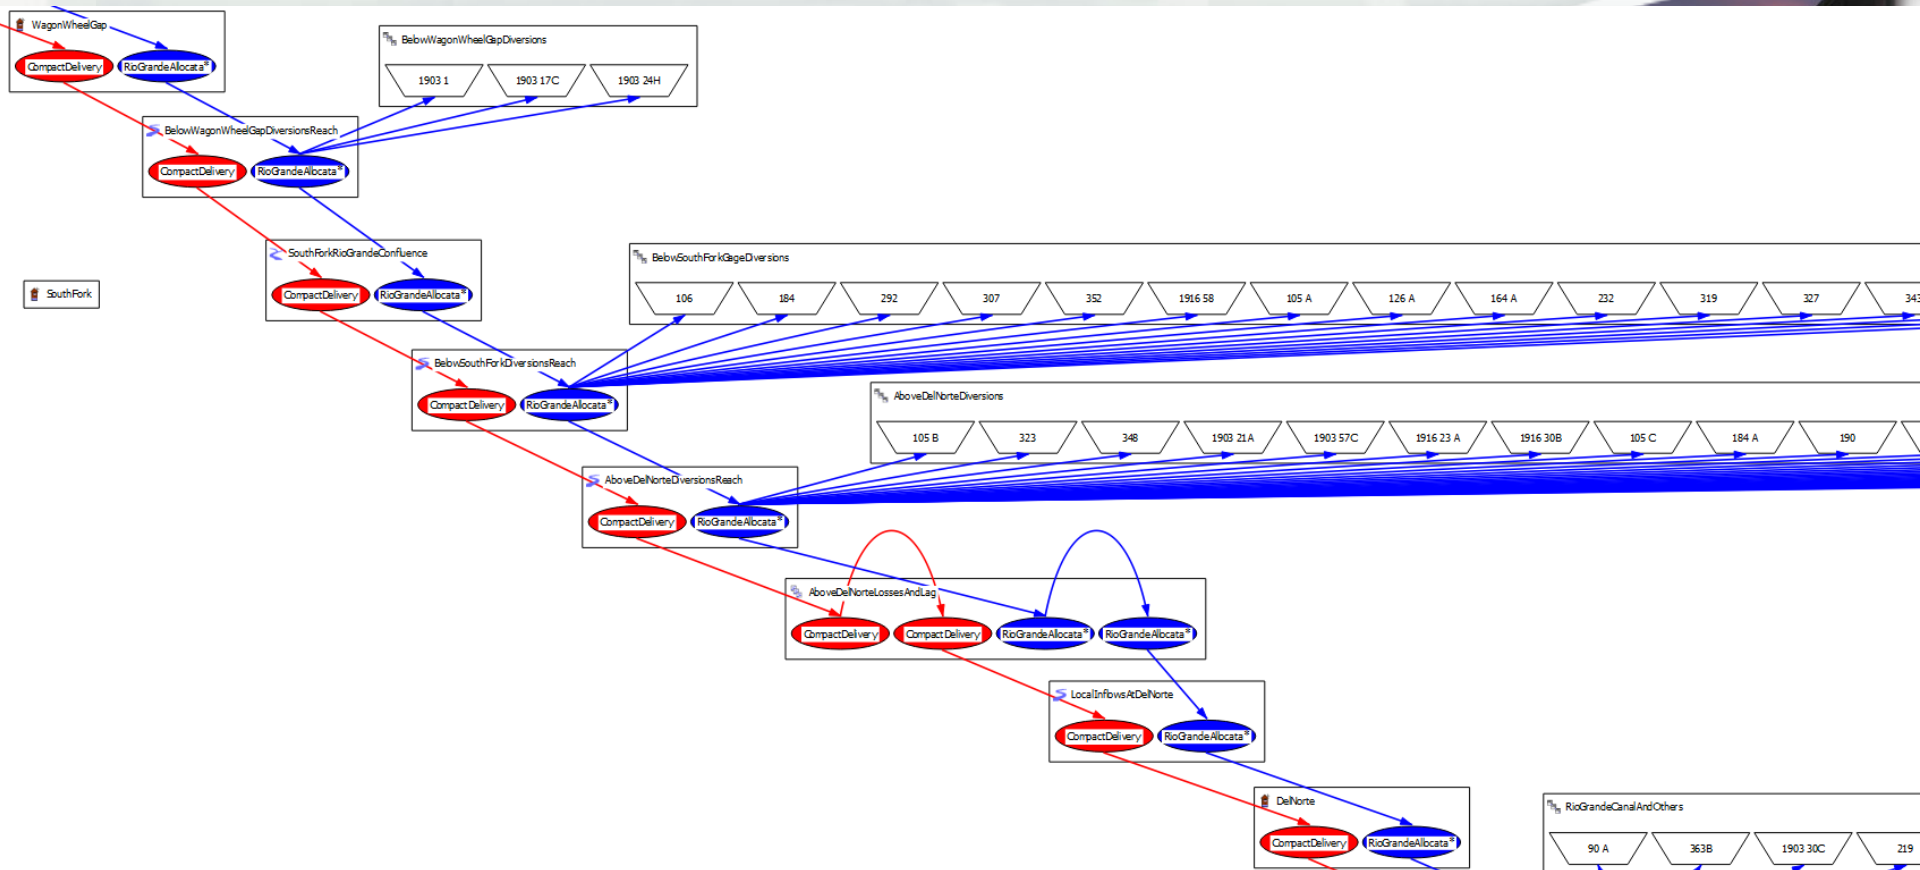 WagonWheelGap
CompactDelivery
RioGrandeAllocata*
BelowWagonWheelGapDiversions
1903 1
1903 17C
1903 24H
BelowWagonWheelGapDiversionsReach
CompactDelivery
RioGrandeAllocata*
SouthForkRioGrandeConfluence
CompactDelivery
RioGrandeAllocata*
SouthFork
BelowSouthForkGageDiversions
106
184
292
307
352
1916 58
105 A
126 A
164 A
232
319
327
343
BelowSouthForkDiversionsReach
CompactDelivery
RioGrandeAllocata*
AboveDelNorteDiversions
105 B
323
348
1903 21A
1903 57C
1916 23 A
1916 30B
105 C
184 A
190
AboveDelNorteDiversionsReach
CompactDelivery
RioGrandeAllocata*
AboveDelNorteLossesAndLag
CompactDelivery
CompactDelivery
RioGrandeAllocata*
RioGrandeAllocata*
LocalInflowsAtDelNorte
CompactDelivery
RioGrandeAllocata*
DelNorte
CompactDelivery
RioGrandeAllocata*
RioGrandeCanalAndOthers
90 A
363B
1903 30C
219